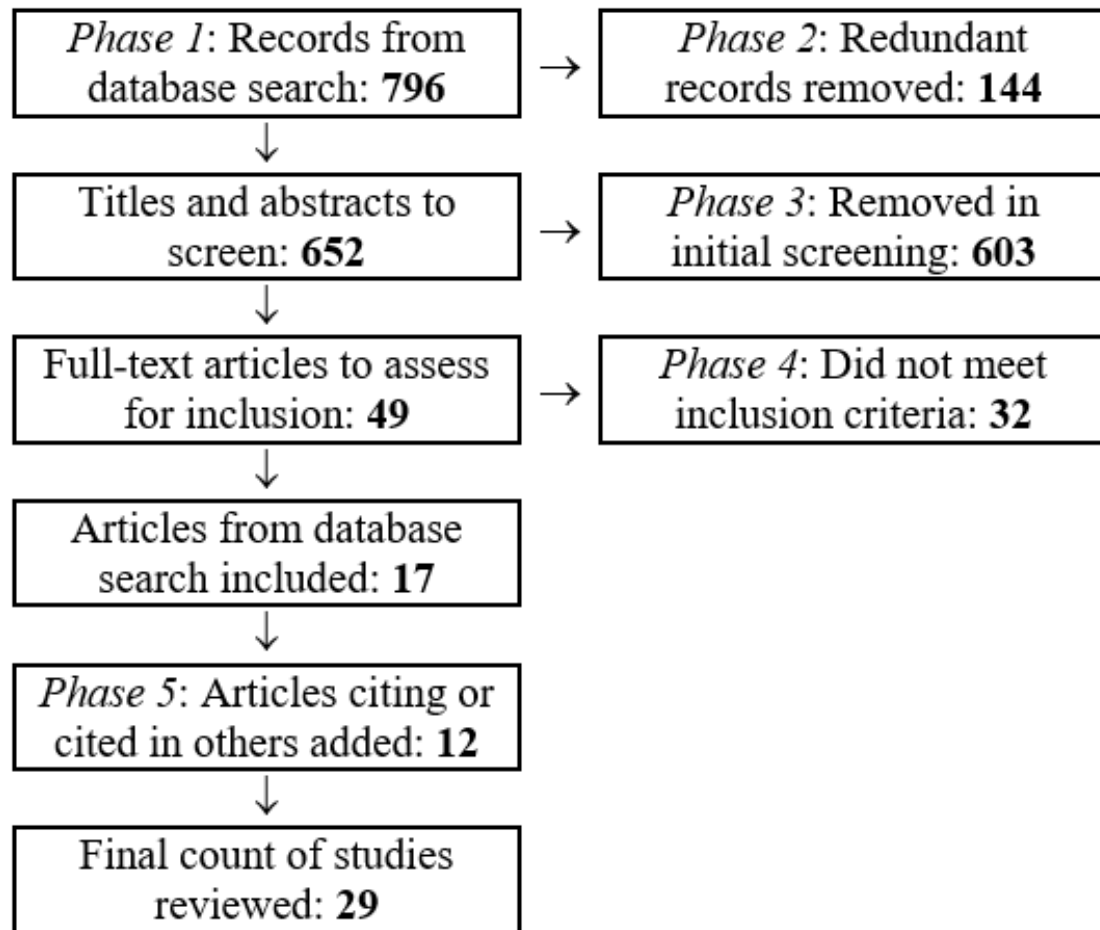 Phase 1: Records from
database search: 796
→
Phase 2: Redundant
records removed: 144
↓
Titles and abstracts to
screen: 652
→
Phase 3: Removed in
initial screening: 603
↓
Full-text articles to assess
for inclusion: 49
→
Phase 4: Did not meet
inclusion criteria: 32
↓
Articles from database
search included: 17
↓
Phase 5: Articles citing or
cited in others added: 12
↓
Final count of studies
reviewed: 29